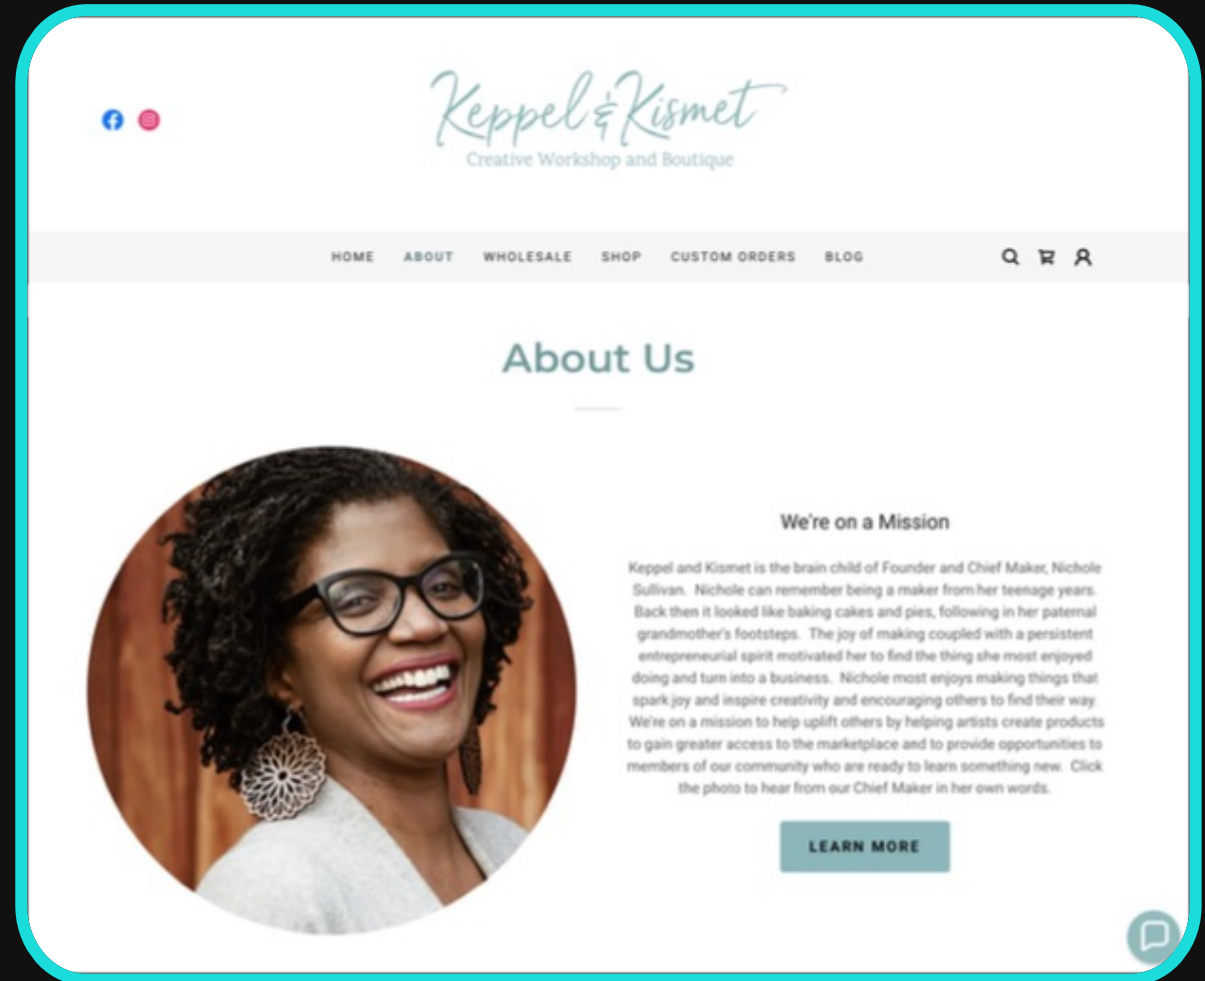 Keppel & Kismet
Creative Workshop and Boutique
HOME ABOUT WHOLESALE SHOP CUSTOM ORDERS BLOG
About Us
We're on a Mission
Keppel and Kismet is the brain child of Founder and Chief Maker, Nichole
Sullivan.  Nichole can remember being a maker from her teenage years.
Back then it looked like baking cakes and pies, following in her paternal
grandmother's footsteps.  The joy of making coupled with a persistent
entrepreneurial spirit motivated her to find the thing she most enjoyed
doing and turn into a business.  Nichole most enjoys making things that
spark joy and inspire creativity and encouraging others to find their way.
We're on a mission to help uplift others by helping artists create products
to gain greater access to the marketplace and to provide opportunities to
members of our community who are ready to learn something new.  Click
the photo to hear from our Chief Maker in her own words.
LEARN MORE